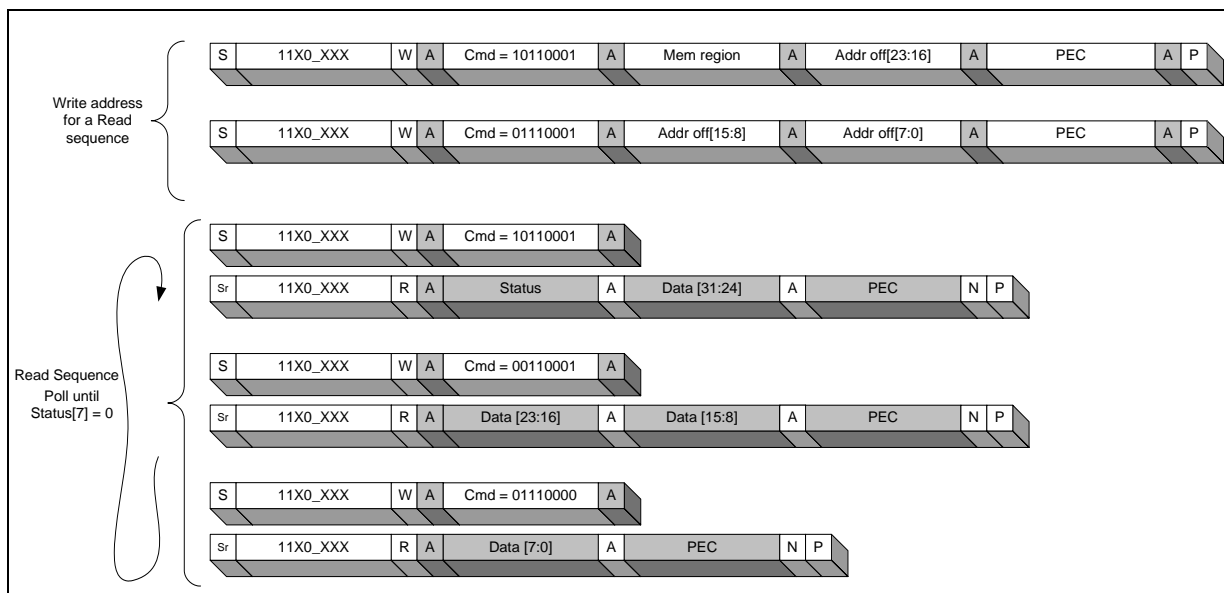 S 11X0_XXX W A Cmd = 10110001 A Mem region A Addr off[23:16] A PEC A P
Write address
for a Read
sequence
S 11X0_XXX W A Cmd = 01110001 A Addr off[15:8] A Addr off[7:0] A PEC A P
S 11X0_XXX W A Cmd = 10110001 A
Sr 11X0_XXX R A Status A Data [31:24] A PEC N P
S 11X0_XXX W A Cmd = 00110001 A
Read Sequence
Poll until
Status[7] = 0
Sr 11X0_XXX R A Data [23:16] A Data [15:8] A PEC N P
S 11X0_XXX W A Cmd = 01110000 A
Sr 11X0_XXX R A Data [7:0] A PEC N P